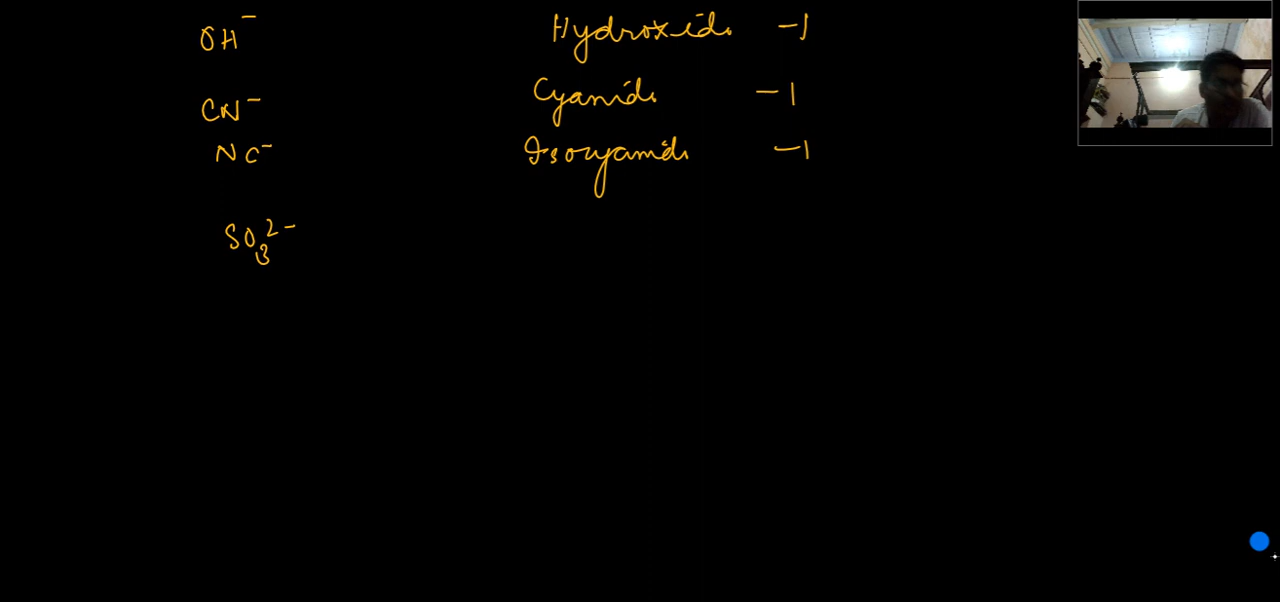 OH⁻ Hydroxide -1
CN⁻ Cyanide -1
NC⁻ Isocyanide -1
SO₃²⁻